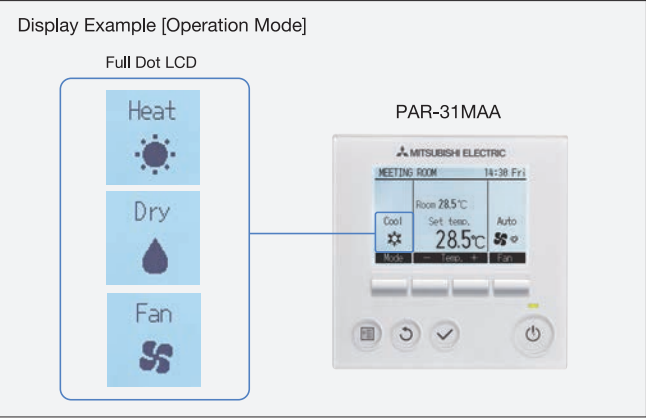 Display Example [Operation Mode]
Full Dot LCD
Heat
Dry
Fan
PAR-31MAA
MITSUBISHI ELECTRIC
MEETING ROOM 14:30 Fri
Room 28.5°C
Cool Set temp. Auto
28.5°C
Mode − Temp. + Fan